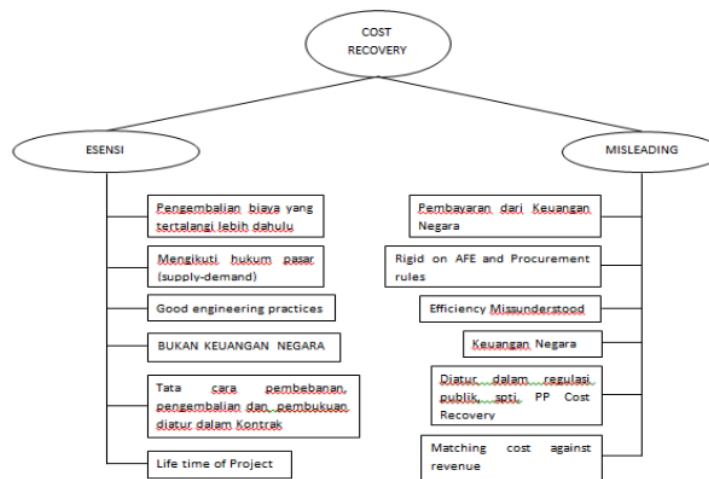 COST
RECOVERY
ESENSI
Pengembalian biaya yang
tertalangi lebih dahulu
Mengikuti hukum pasar
(supply-demand)
Good engineering practices
BUKAN KEUANGAN NEGARA
Tata cara pembebanan,
pengembalian dan pembukuan
diatur dalam Kontrak
Life time of Project
MISLEADING
Pembayaran dari Keuangan
Negara
Rigid on AFE and Procurement
rules
Efficiency Missunderstood
Keuangan Negara
Diatur dalam regulasi
publik, spti, PP Cost
Recovery
Matching cost against
revenue